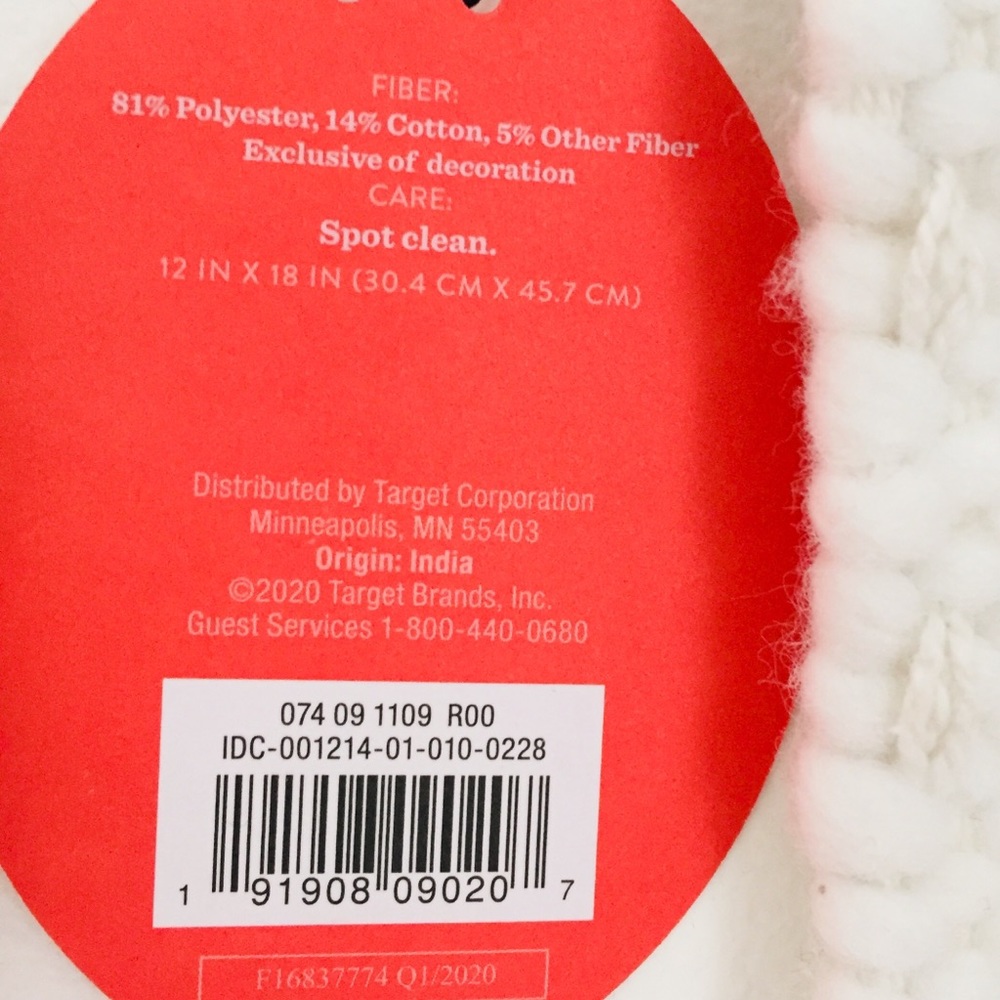 FIBER:
81% Polyester, 14% Cotton, 5% Other Fiber
Exclusive of decoration
CARE:
Spot clean.
12 IN X 18 IN (30.4 CM X 45.7 CM)
Distributed by Target Corporation
Minneapolis, MN 55403
Origin: India
©2020 Target Brands, Inc.
Guest Services 1-800-440-0680
074 09 1109 R00
IDC-001214-01-010-0228
1 91908 09020 7
F16837774 Q1/2020